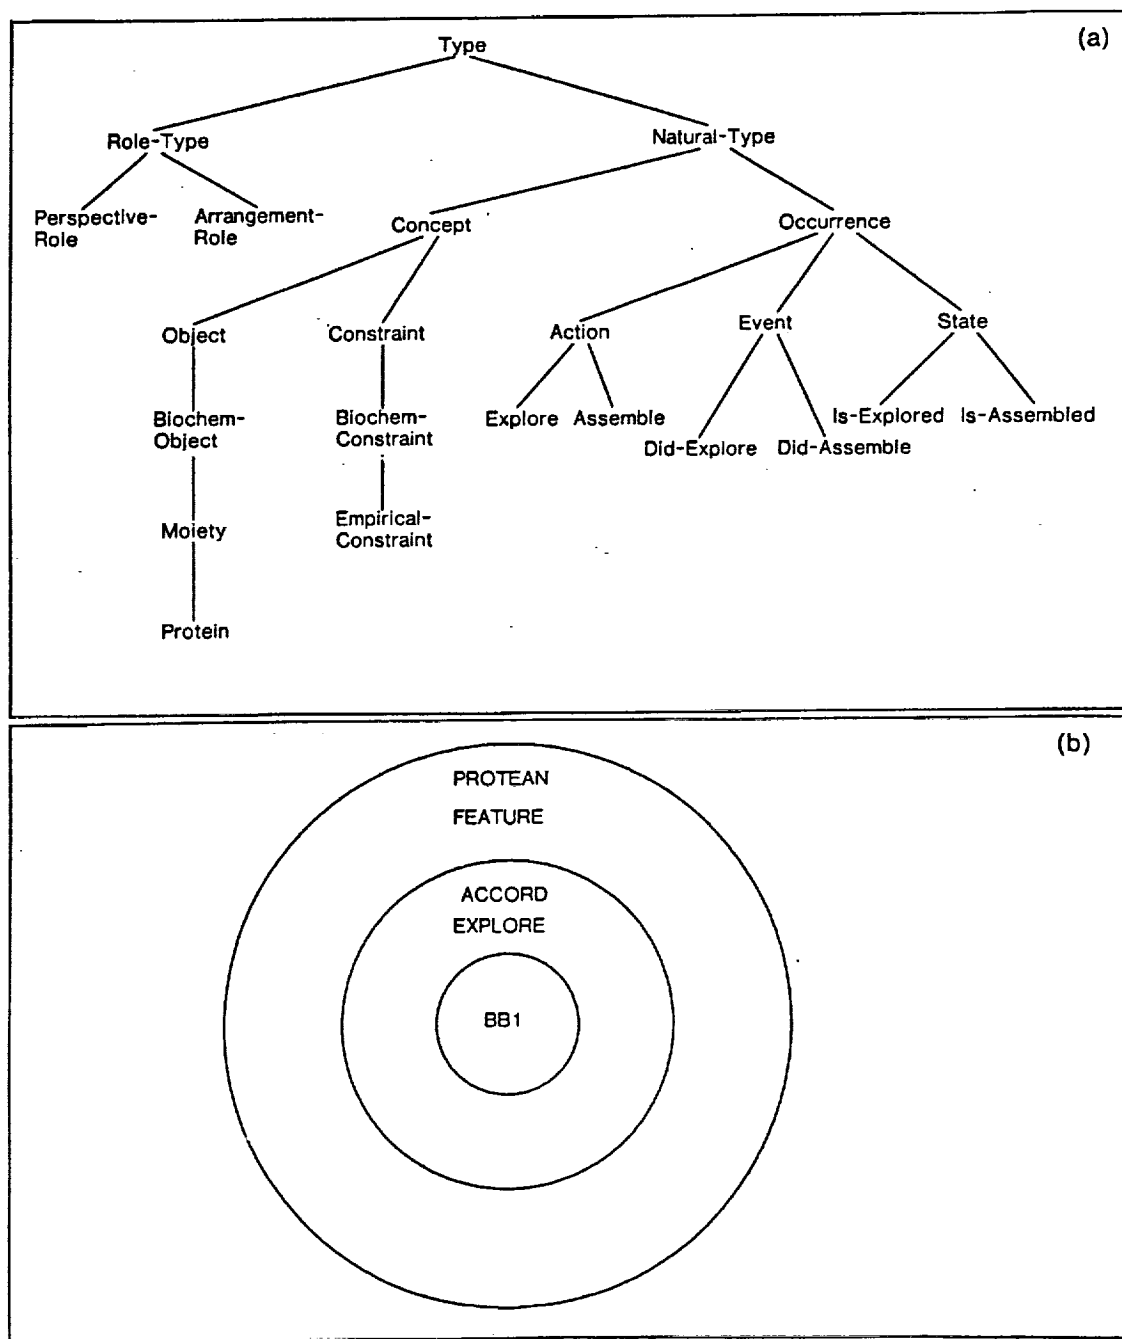 (a)
Type
Role-Type
Natural-Type
Perspective-
Role
Arrangement-
Role
Concept
Occurrence
Object
Constraint
Action
Event
State
Biochem-
Object
Biochem-
Constraint
Explore
Assemble
Did-Explore
Did-Assemble
Is-Explored
Is-Assembled
Moiety
Empirical-
Constraint
Protein
(b)
PROTEAN
FEATURE
ACCORD
EXPLORE
BB1